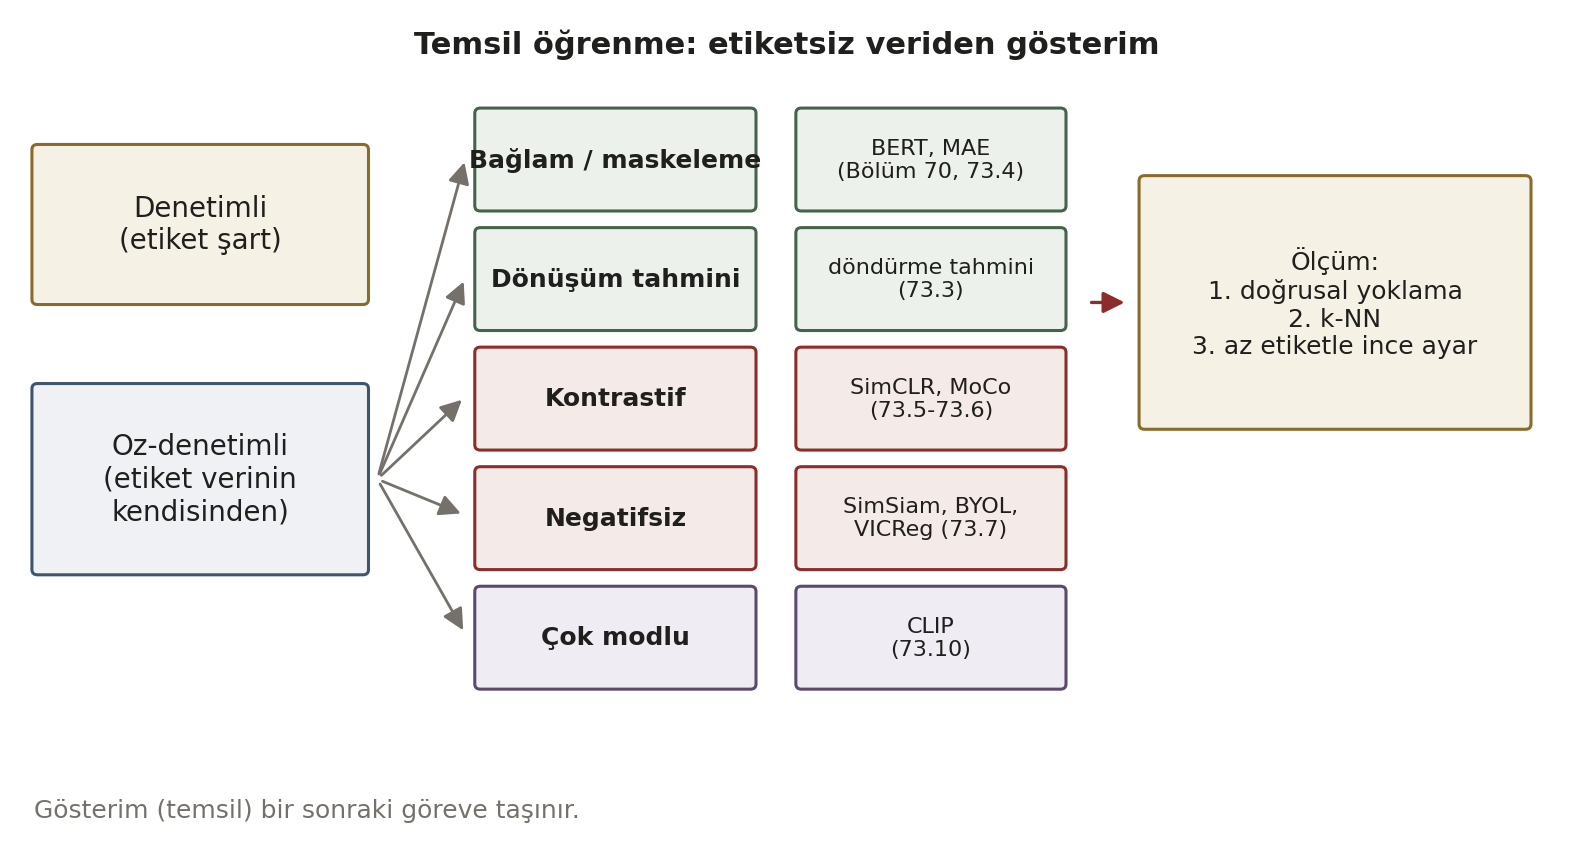 Temsil öğrenme: etiketsiz veriden gösterim
Denetimli
(etiket şart)
Oz-denetimli
(etiket verinin
kendisinden)
Bağlam / maskeleme
BERT, MAE
(Bölüm 70, 73.4)
Dönüşüm tahmini
döndürme tahmini
(73.3)
Kontrastif
SimCLR, MoCo
(73.5-73.6)
Negatifsiz
SimSiam, BYOL,
VICReg (73.7)
Çok modlu
CLIP
(73.10)
Ölçüm:
1. doğrusal yoklama
2. k-NN
3. az etiketle ince ayar
Gösterim (temsil) bir sonraki göreve taşınır.